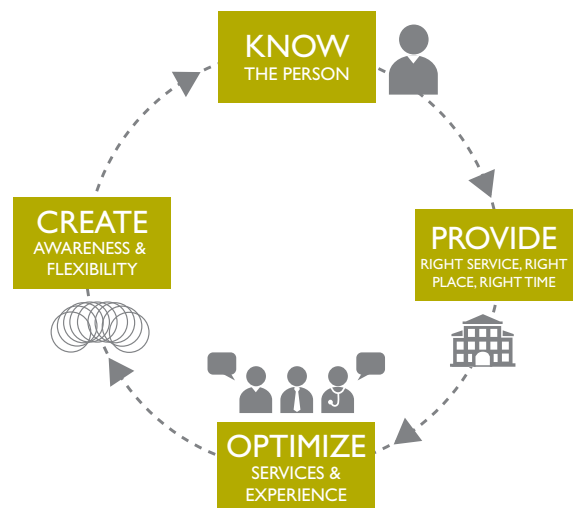 KNOW
THE PERSON
CREATE
AWARENESS &
FLEXIBILITY
PROVIDE
RIGHT SERVICE, RIGHT
PLACE, RIGHT TIME
OPTIMIZE
SERVICES &
EXPERIENCE